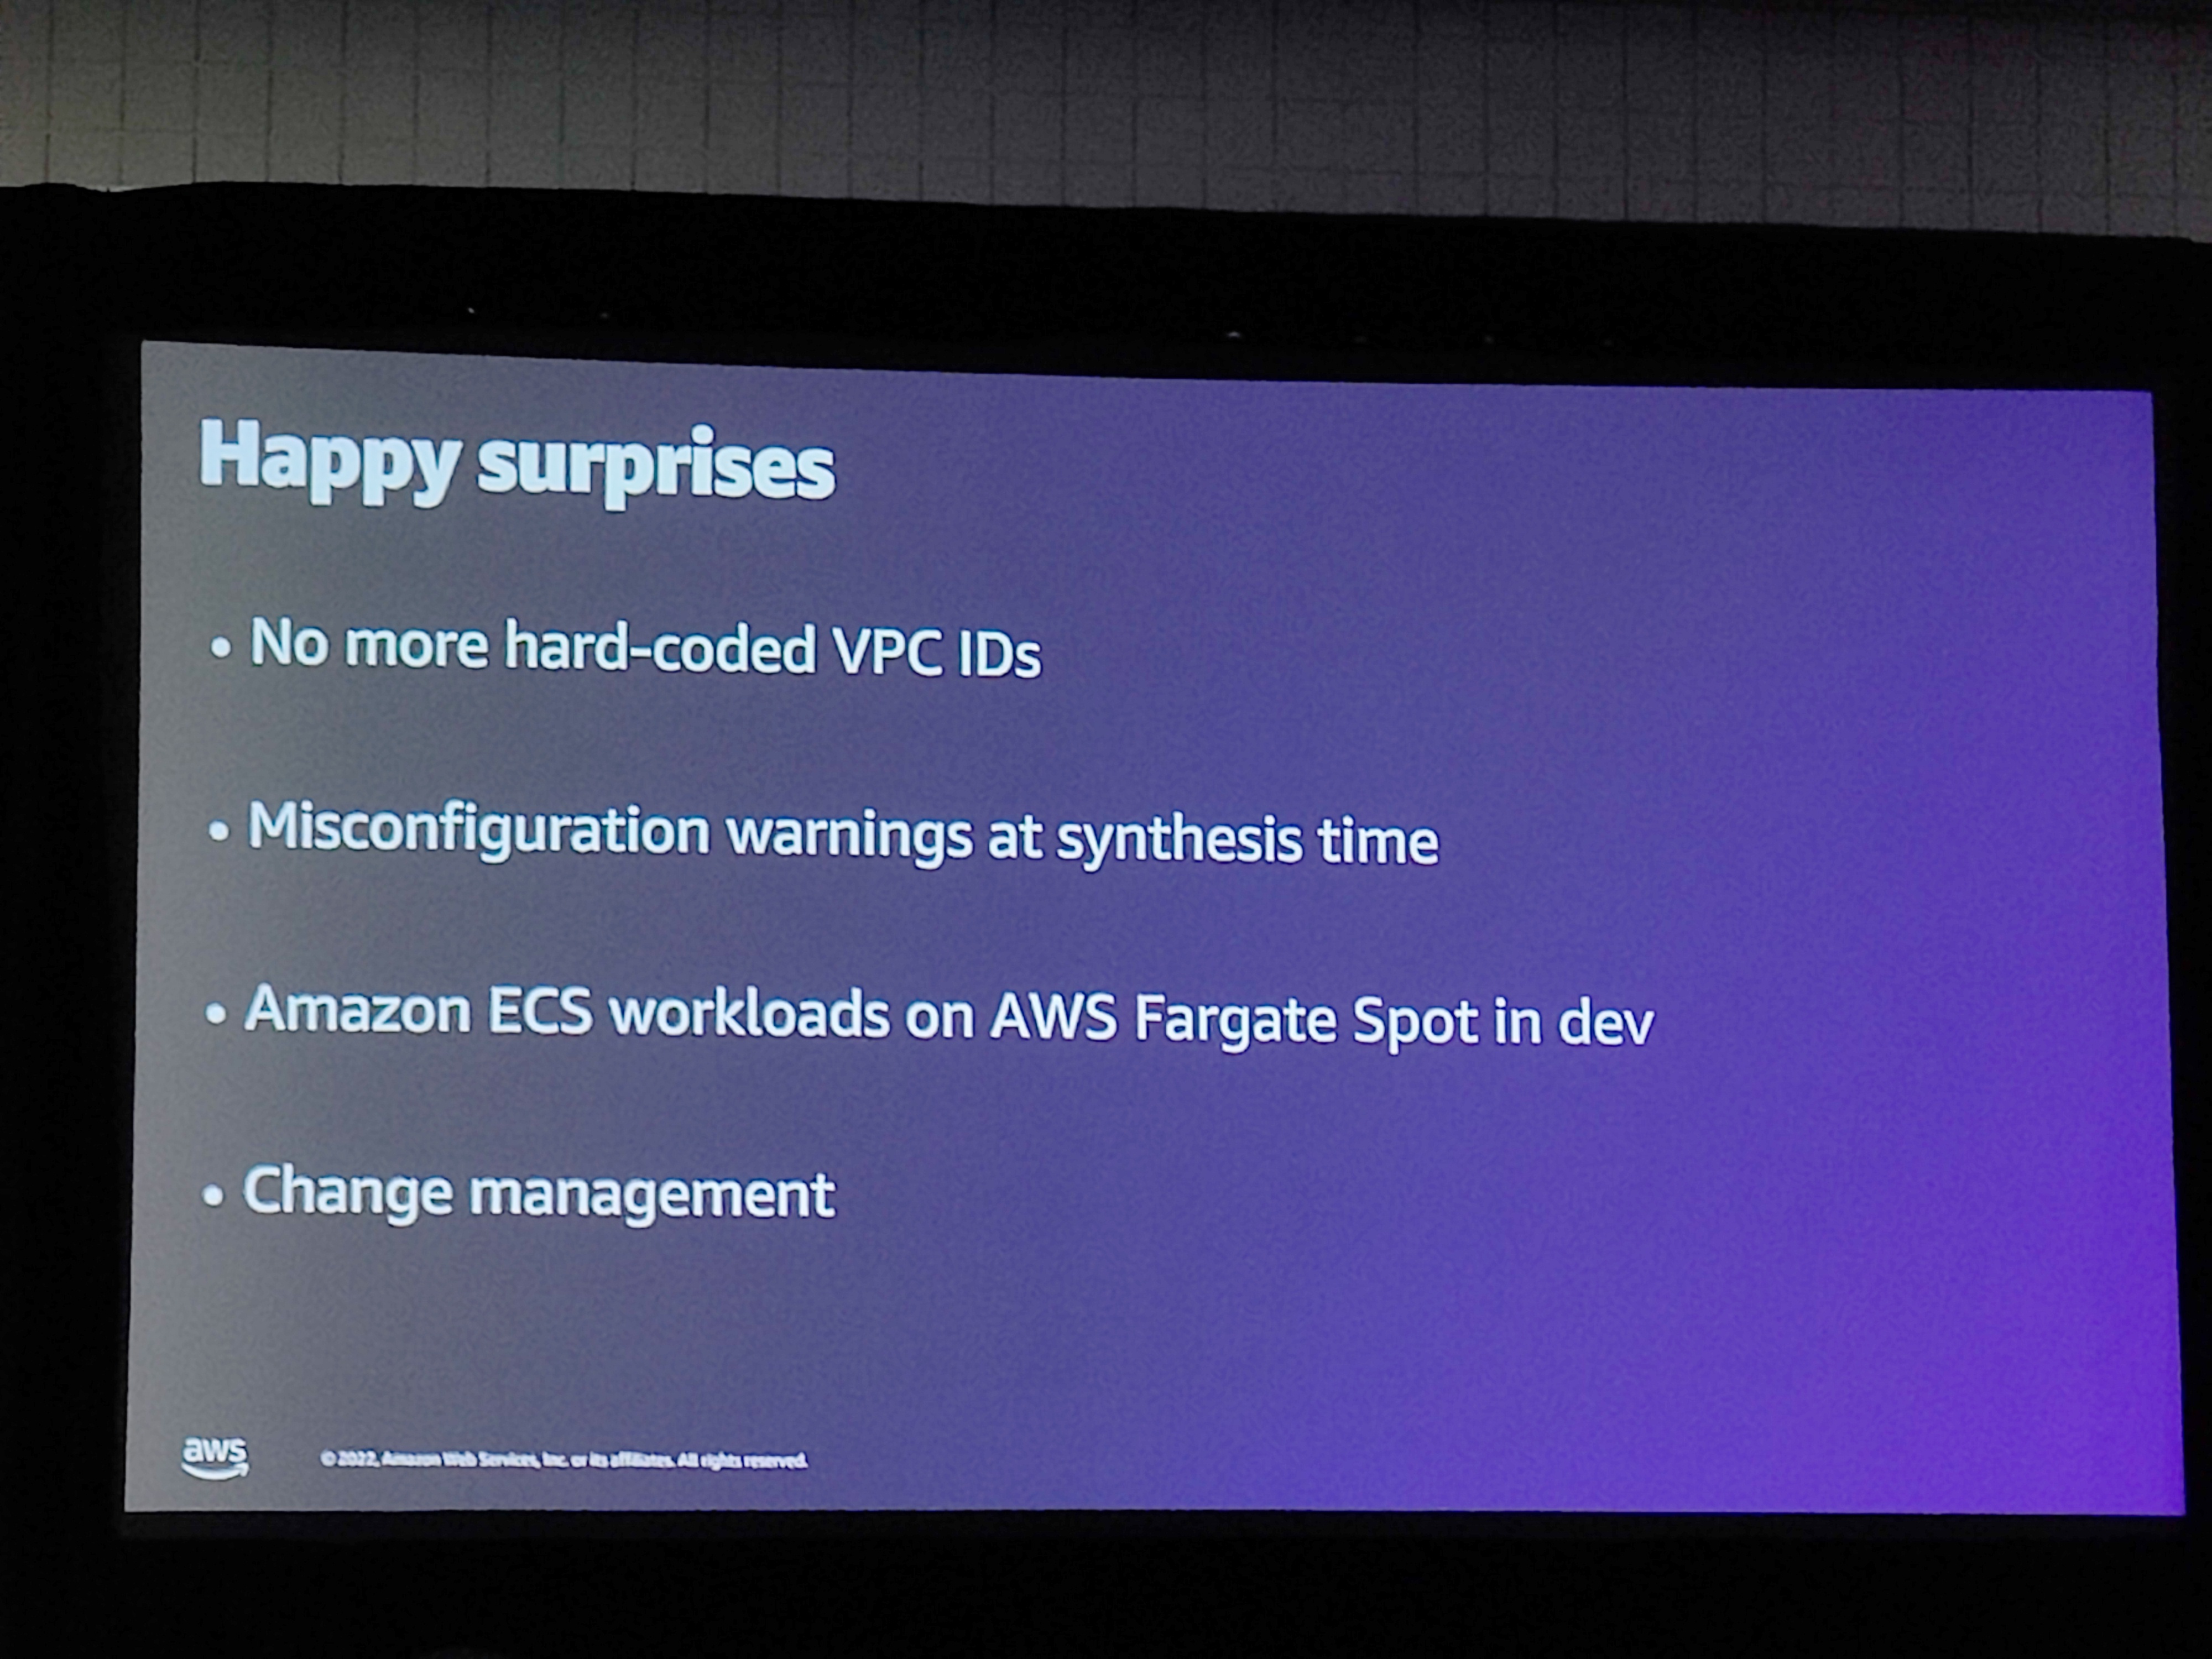 Happy surprises
• No more hard-coded VPC IDs
• Misconfiguration warnings at synthesis time
• Amazon ECS workloads on AWS Fargate Spot in dev
• Change management
aws
© 2022, Amazon Web Services, Inc. or its affiliates. All rights reserved.